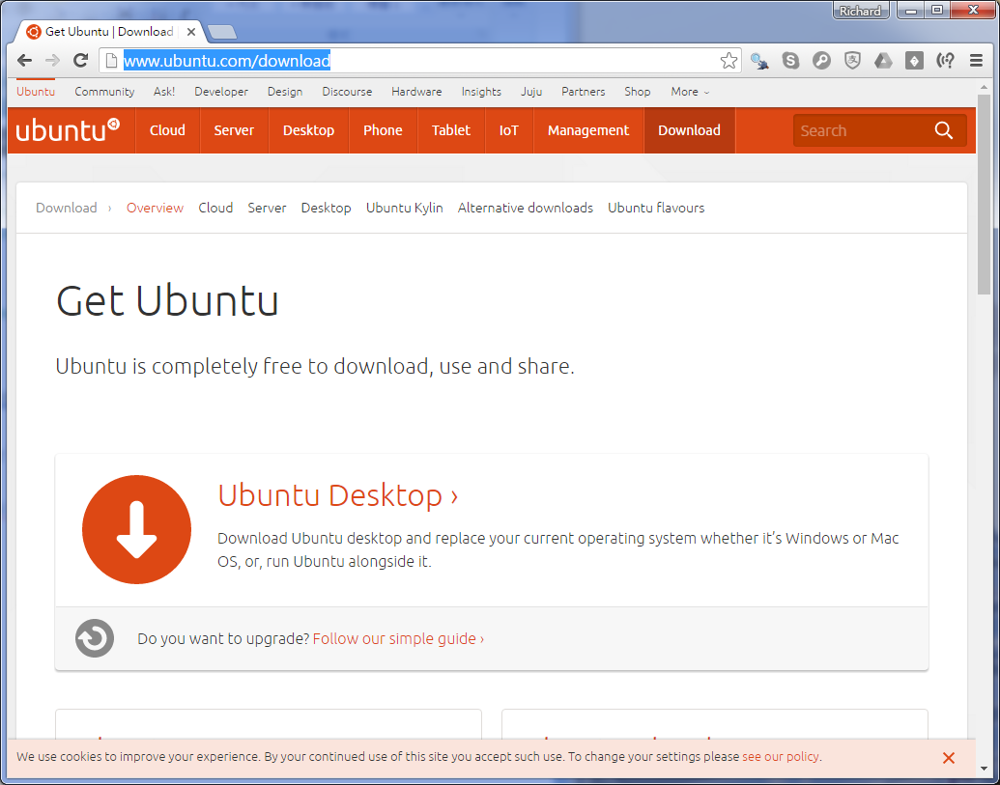 Richard
Get Ubuntu | Download
www.ubuntu.com/download
Ubuntu Community Ask! Developer Design Discourse Hardware Insights Juju Partners Shop More
ubuntu Cloud Server Desktop Phone Tablet IoT Management Download Search
Download › Overview Cloud Server Desktop Ubuntu Kylin Alternative downloads Ubuntu flavours
Get Ubuntu
Ubuntu is completely free to download, use and share.
Ubuntu Desktop ›
Download Ubuntu desktop and replace your current operating system whether it’s Windows or Mac
OS, or, run Ubuntu alongside it.
Do you want to upgrade? Follow our simple guide ›
We use cookies to improve your experience. By your continued use of this site you accept such use. To change your settings please see our policy.